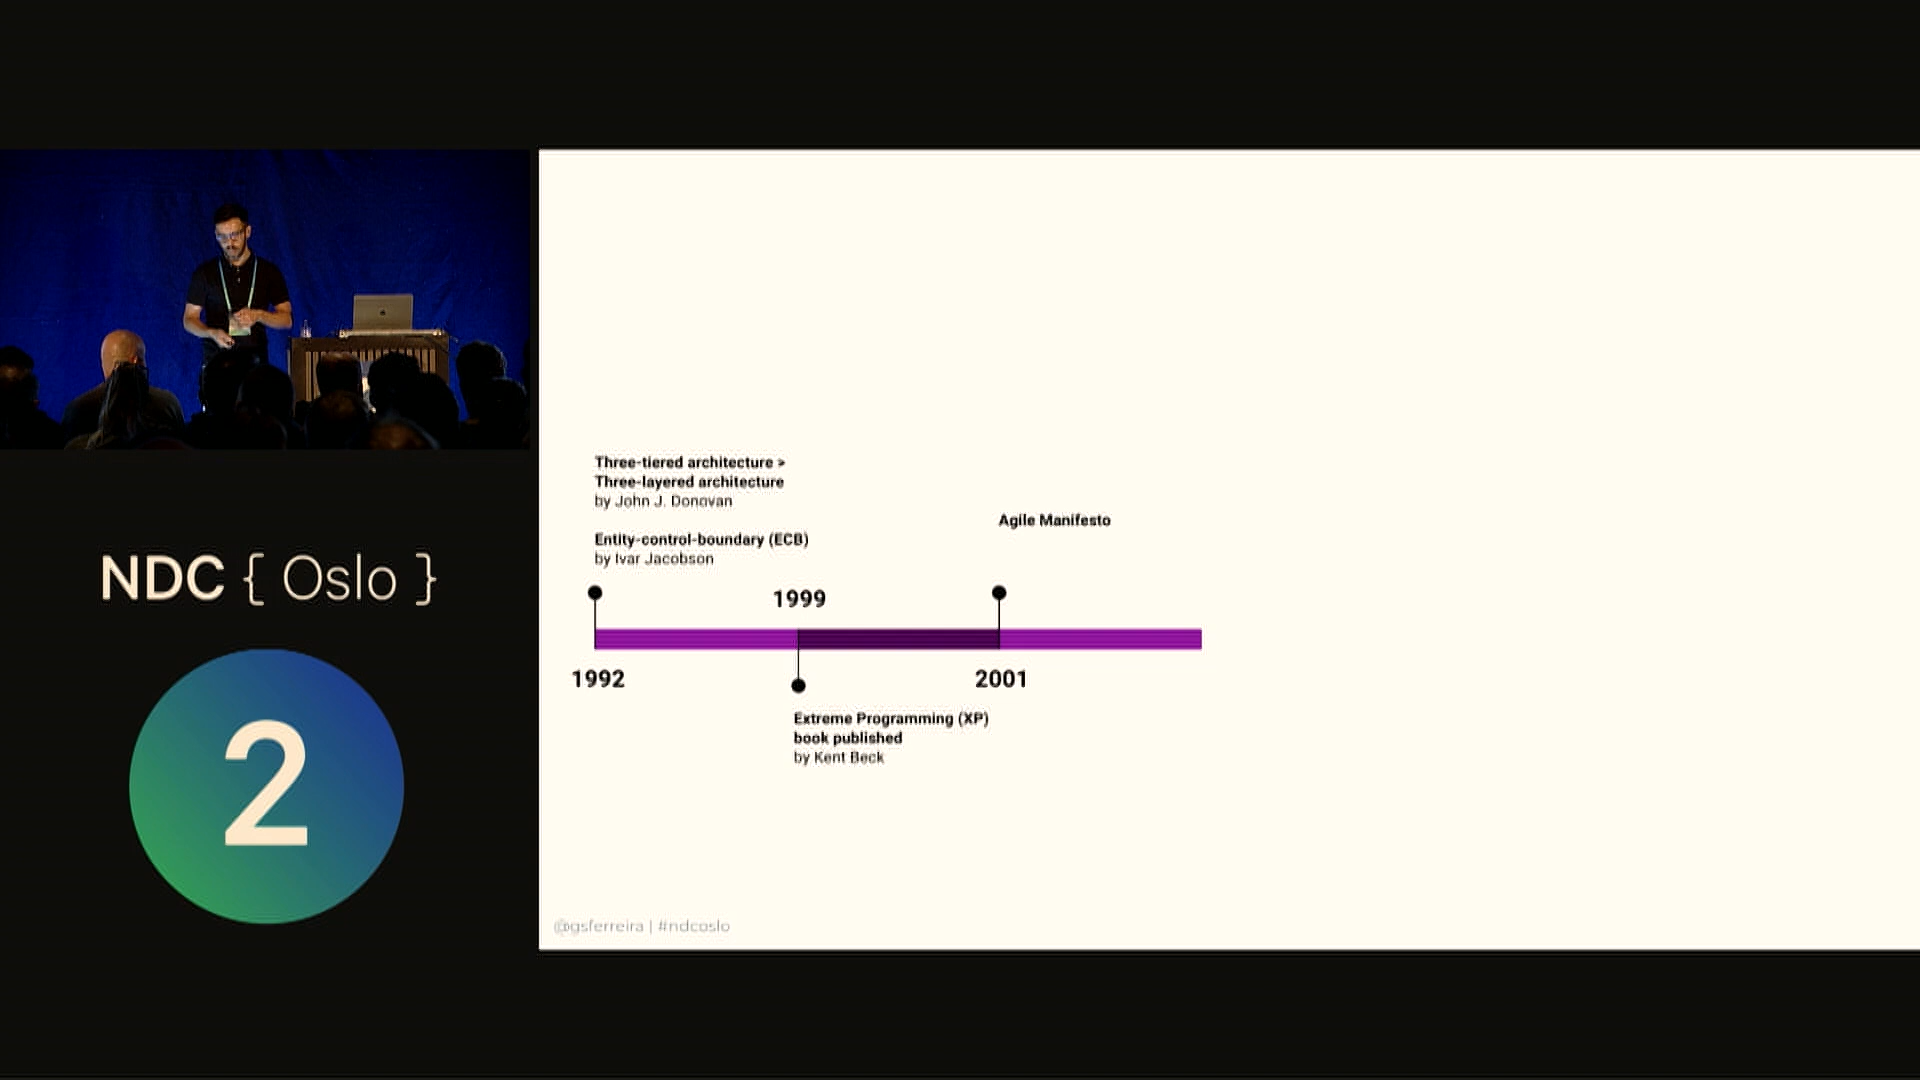 NDC { Oslo }
2
Three-tiered architecture >
Three-layered architecture
by John J. Donovan
Entity-control-boundary (ECB)
by Ivar Jacobson
Agile Manifesto
1999
1992
2001
Extreme Programming (XP)
book published
by Kent Beck
@gsferreira | #ndcoslo